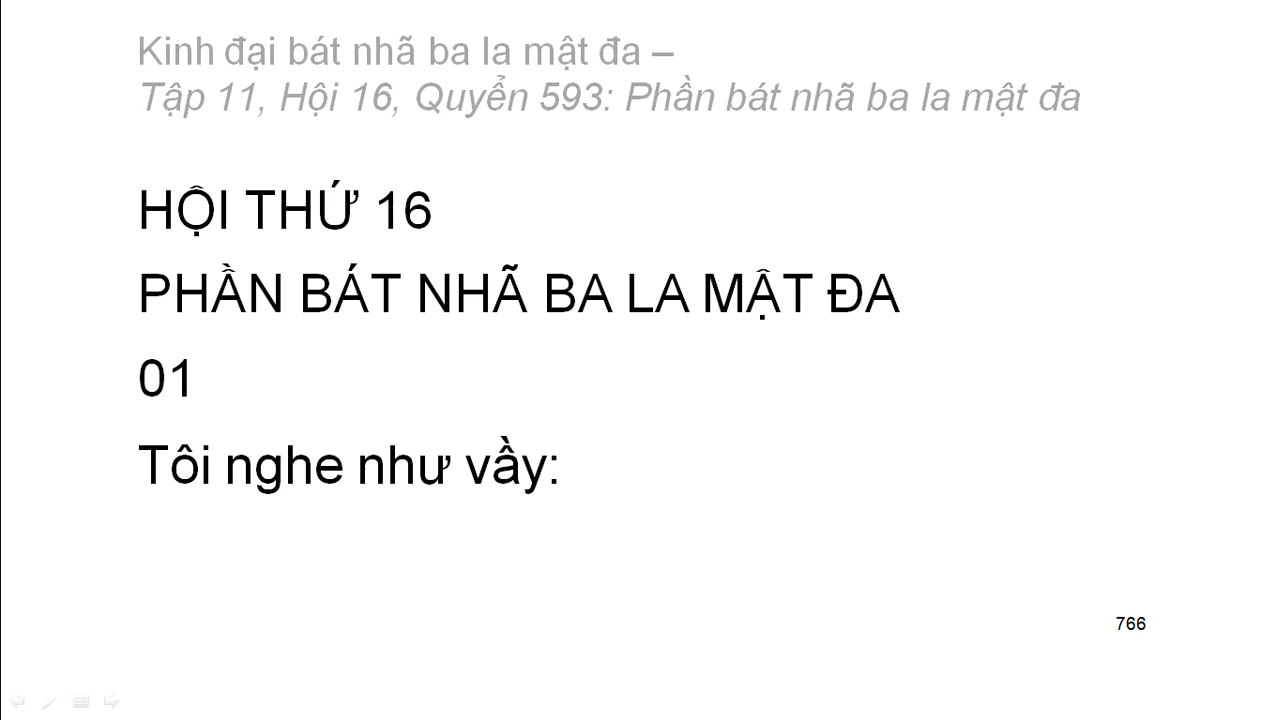 Kinh đại bát nhã ba la mật đa –
Tập 11, Hội 16, Quyển 593: Phần bát nhã ba la mật đa
HỘI THỨ 16
PHẦN BÁT NHÃ BA LA MẬT ĐA
01
Tôi nghe như vầy:
766